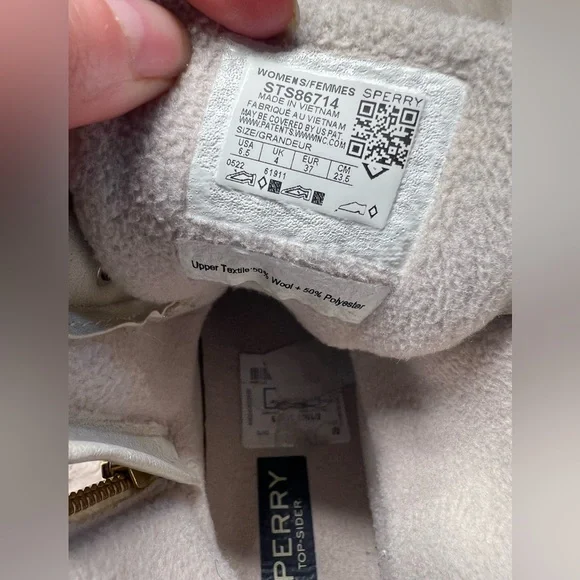 WOMENS/FEMMES SPERRY
STS86714
MADE IN VIETNAM
FABRIQUÉ AU VIETNAM
MAY BE COVERED BY US PAT.
WWW.PATENTS.WWWNC.COM
SIZE/GRANDEUR
USA UK EUR CM
6.5 4 37 23.5
0522 61911
Upper Textile:50% Wool + 50% Polyester
SPERRY
TOP-SIDER